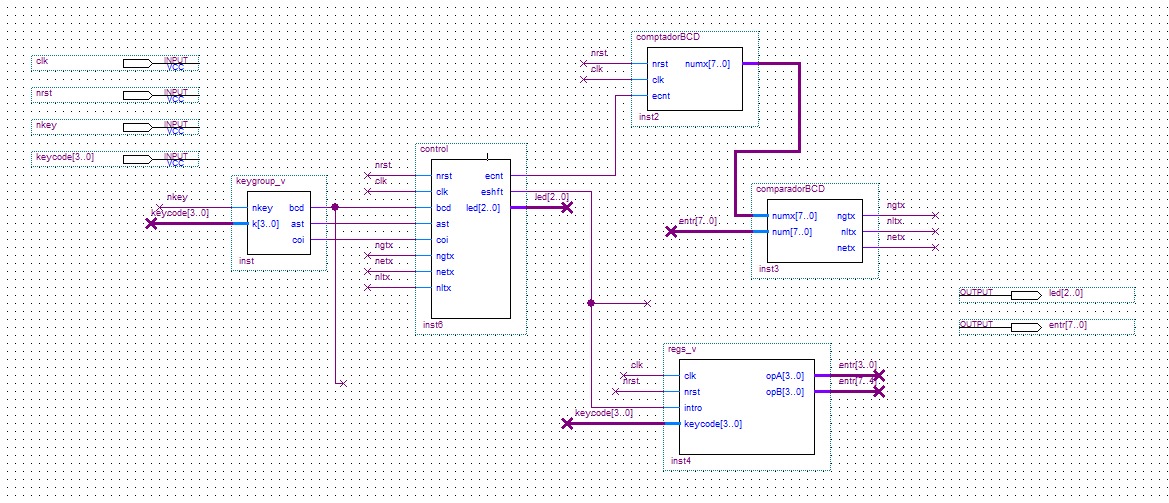 clk INPUT VCC
nrst INPUT VCC
nkey INPUT VCC
keycode[3..0] INPUT VCC
keygroup_v
nkey
keycode[3..0]
nkey bcd
k[3..0] ast
coi
inst
control
nrst
clk
ngtx
netx
nltx
nrst ecnt
clk eshft
bcd led[2..0]
ast
coi
ngtx
netx
nltx
inst6
led[2..0]
comptadorBCD
nrst
clk
nrst numx[7..0]
clk
ecnt
inst2
comparadorBCD
entr[7..0]
numx[7..0] ngtx
num[7..0] nltx
netx
inst3
ngtx
nltx
netx
OUTPUT led[2..0]
OUTPUT entr[7..0]
regs_v
clk
nrst
keycode[3..0]
clk opA[3..0]
nrst opB[3..0]
intro
keycode[3..0]
inst4
entr[3..0]
entr[7..4]